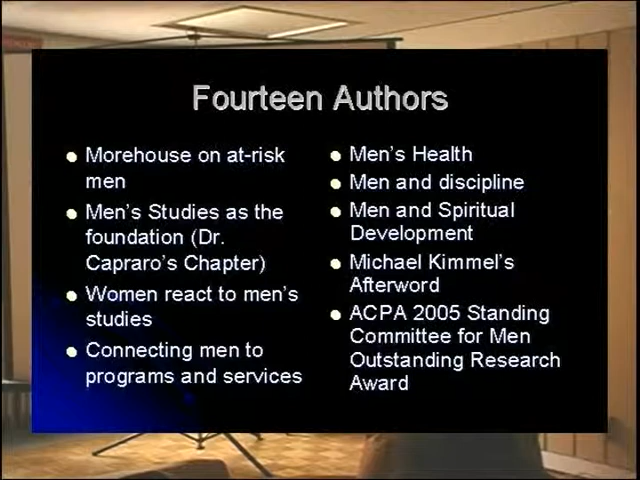 Fourteen Authors
Morehouse on at-risk
men
Men's Studies as the
foundation (Dr.
Capraro's Chapter)
Women react to men's
studies
Connecting men to
programs and services
Men's Health
Men and discipline
Men and Spiritual
Development
Michael Kimmel's
Afterword
ACPA 2005 Standing
Committee for Men
Outstanding Research
Award